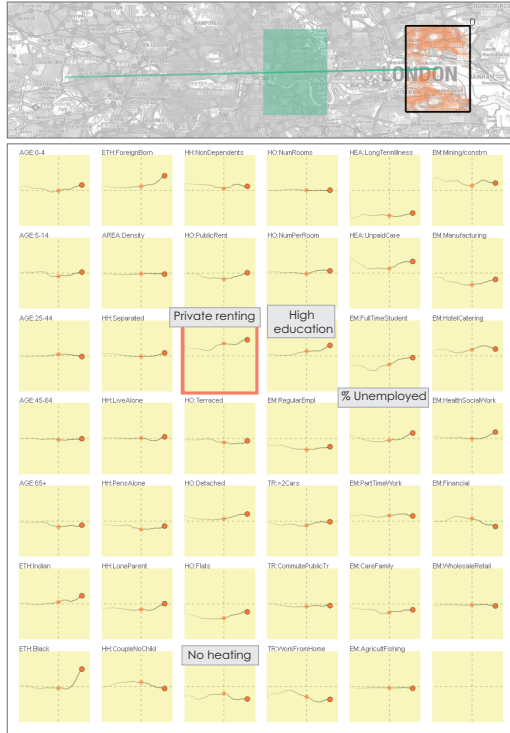 LONDON
0
AGE:0-4 ETH:ForeignBorn HH:NonDependents HO:NumRooms HEA:LongTermIllness EM:Mining/constrn
AGE:5-14 AREA:Density HO:PublicRent HO:NumPerRoom HEA:UnpaidCare EM:Manufacturing
Private renting
High
education
AGE:25-44 HH:Separated EM:FullTimeStudent EM:HotelCatering
% Unemployed
AGE:45-64 HH:LiveAlone HO:Terraced EM:RegularEmpl EM:HealthSocialWork
AGE:65+ HH:PensAlone HO:Detached TR:>2Cars EM:PartTimeWork EM:Financial
ETH:Indian HH:LoneParent HO:Flats TR:CommutePublicTr EM:CareFamily EM:WholesaleRetail
ETH:Black HH:CoupleNoChild TR:WorkFromHome EM:AgricultFishing
No heating